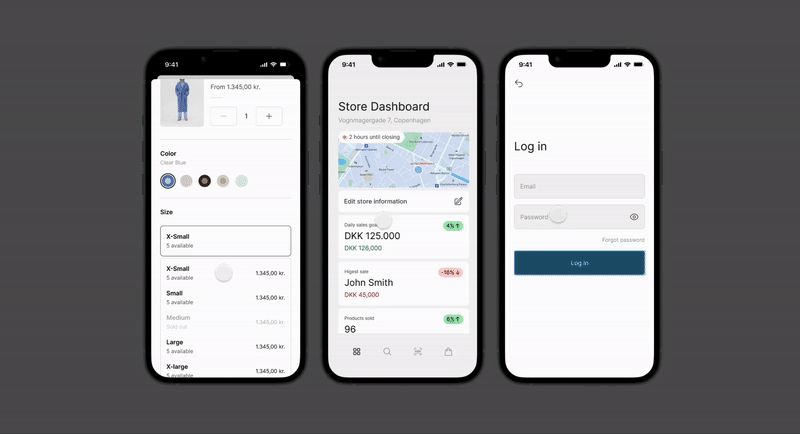 9:41
From 1.345,00 kr.
1
Color
Clear Blue
Size
X-Small
5 available
X-Small
5 available
1.345,00 kr.
Small
5 available
1.345,00 kr.
Medium
Sold out
1.345,00 kr.
Large
5 available
1.345,00 kr.
X-large
5 available
1.345,00 kr.
9:41
Store Dashboard
Vognmagergade 7, Copenhagen
2 hours until closing
Edit store information
Daily sales goal
4%
DKK 125.000
DKK 126,000
Higest sale
John Smith
DKK 45,000
Products sold
6%
96
9:41
Log in
Email
Password
Forgot password
Log in